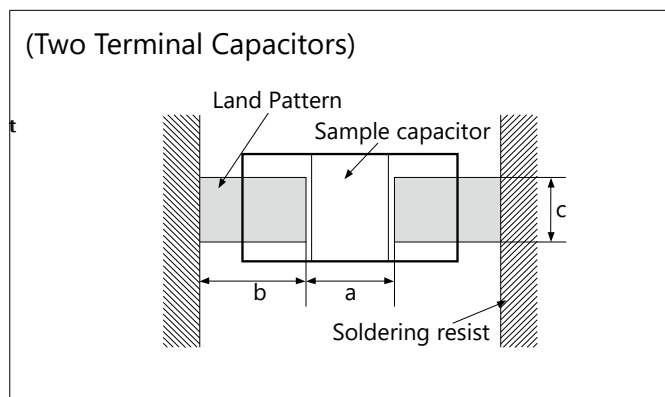 (Two Terminal Capacitors)
Land Pattern
t
Sample capacitor
c
b
a
Soldering resist